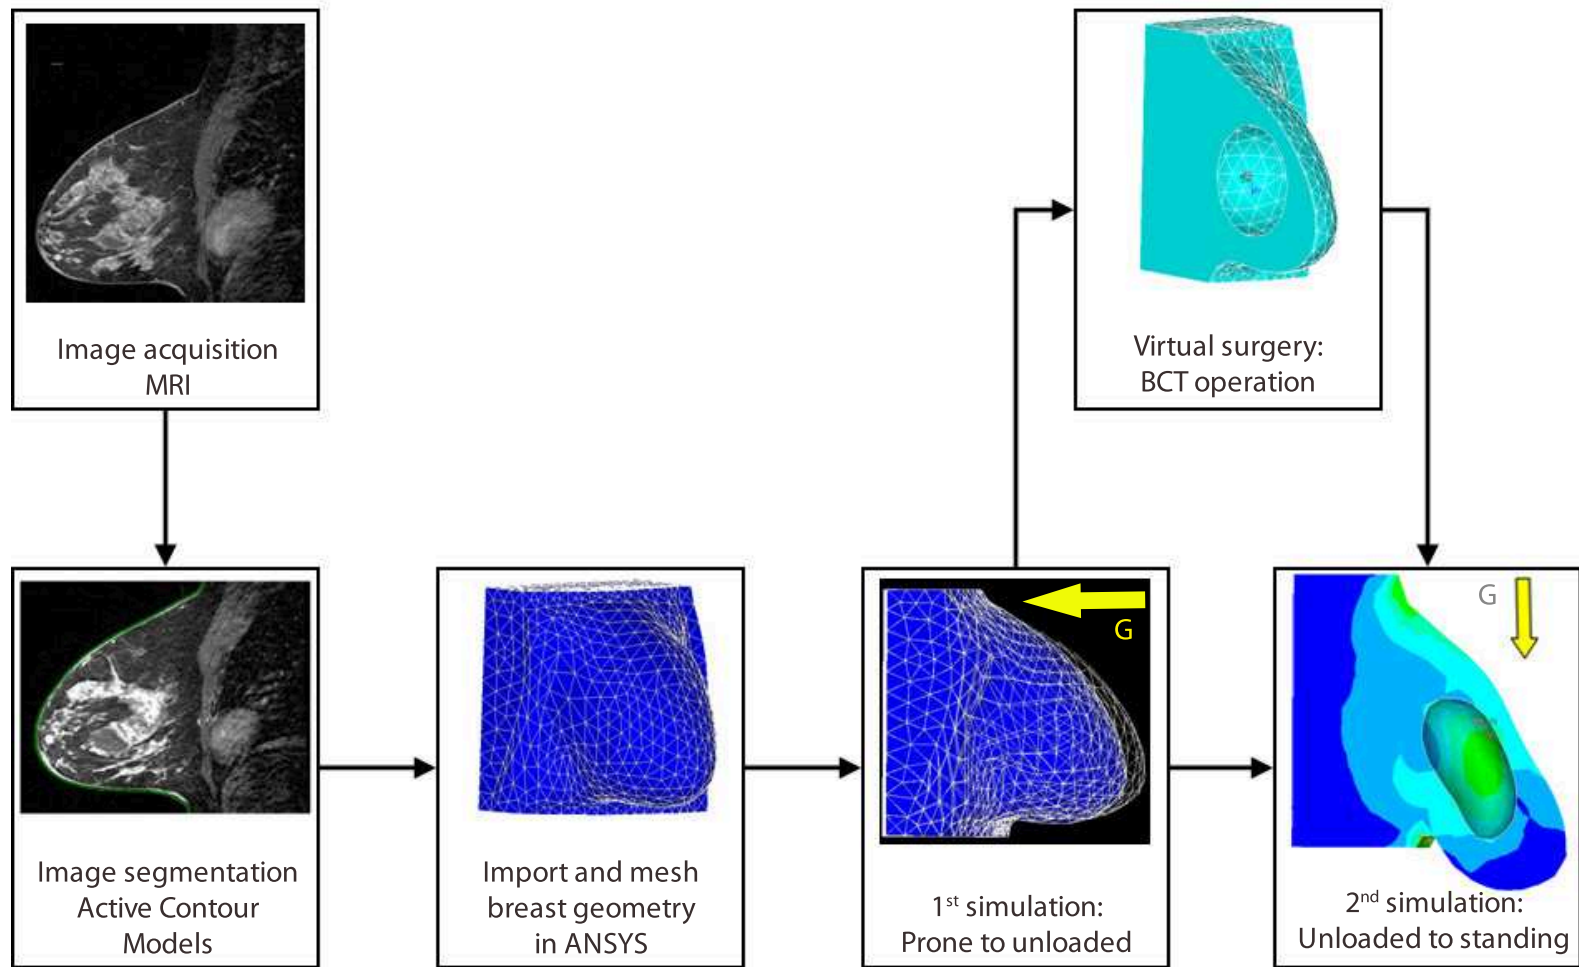 Image acquisition
MRI
Virtual surgery:
BCT operation
Image segmentation
Active Contour
Models
Import and mesh
breast geometry
in ANSYS
G
1st simulation:
Prone to unloaded
G
2nd simulation:
Unloaded to standing